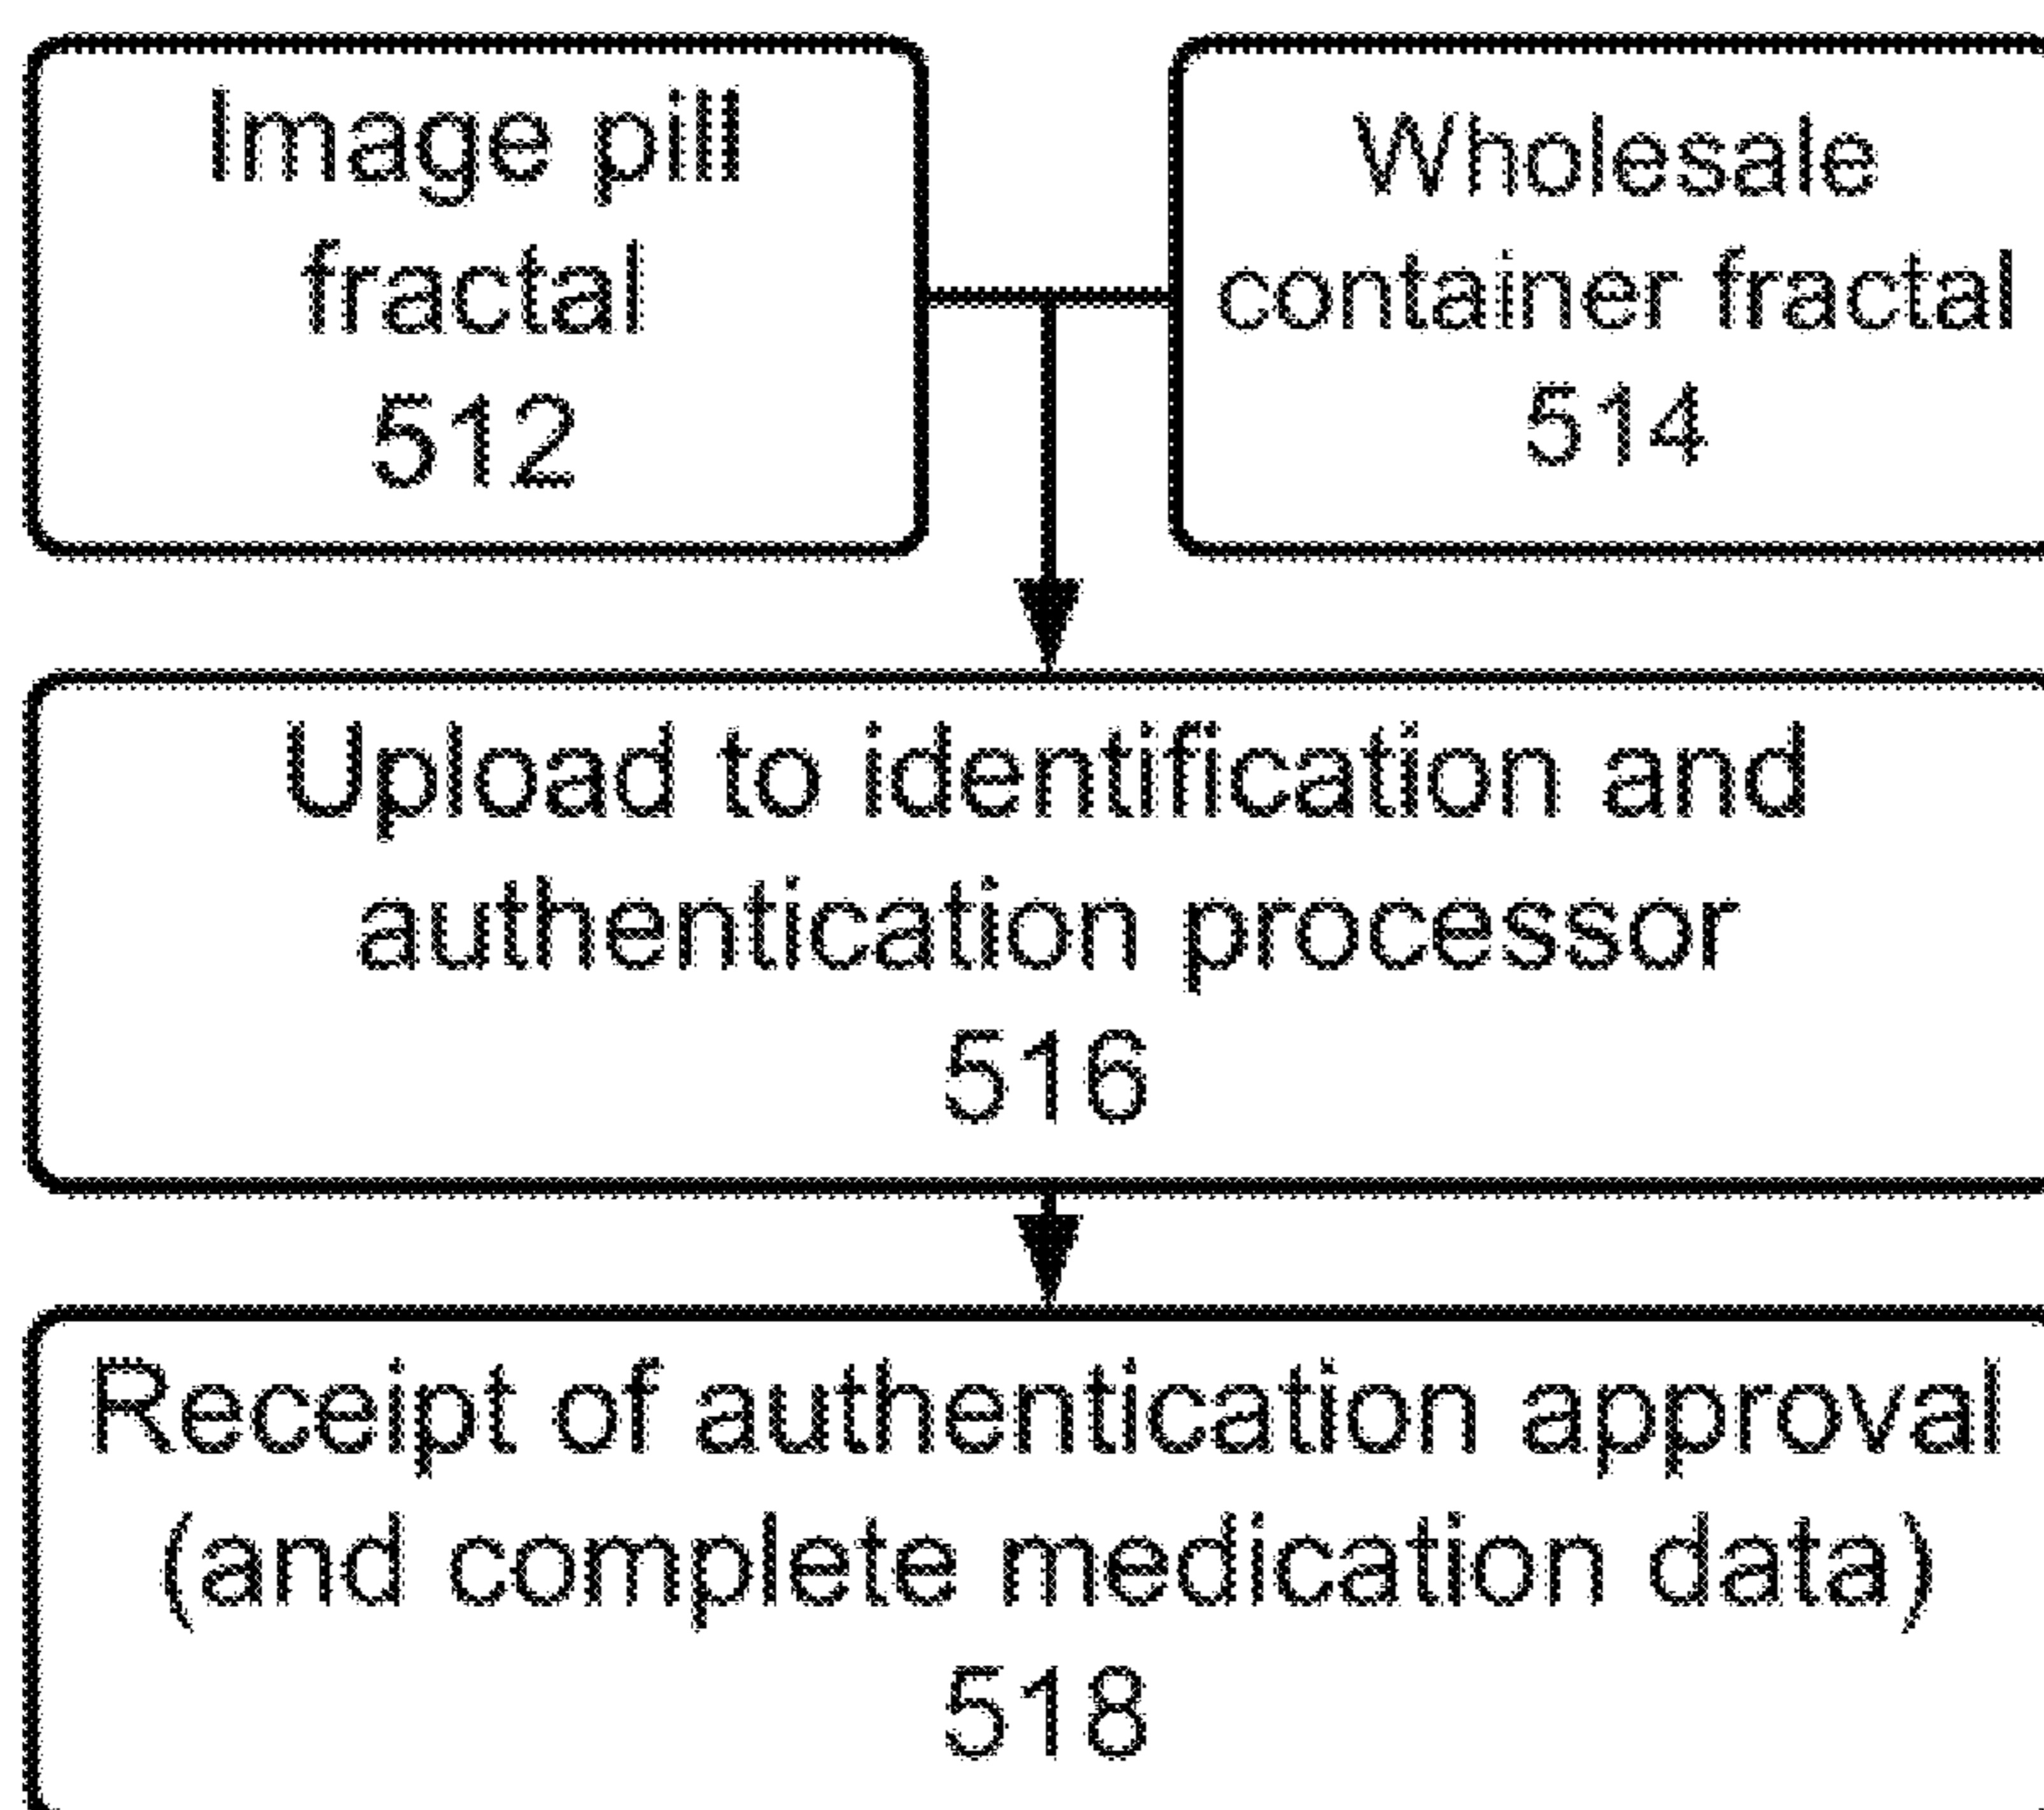 Image pill
fractal
512
Wholesale
container fractal
514
Upload to identification and
authentication processor
516
Receipt of authentication approval
(and complete medication data)
518